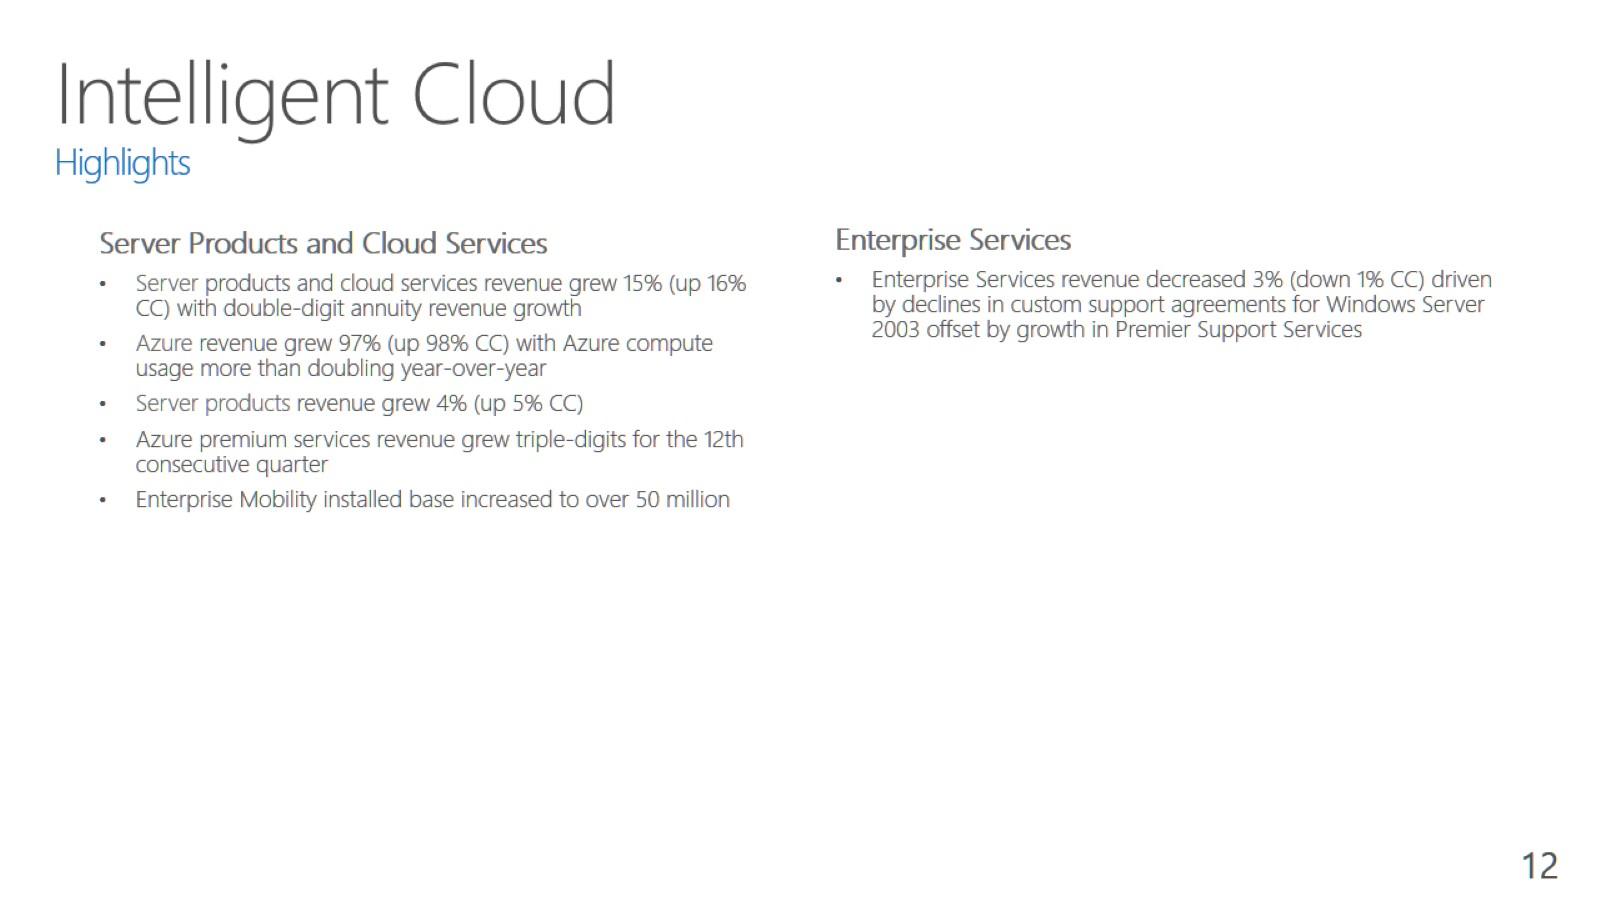 Intelligent Cloud
Highlights
Server Products and Cloud Services
• Server products and cloud services revenue grew 15% (up 16%
CC) with double-digit annuity revenue growth
• Azure revenue grew 97% (up 98% CC) with Azure compute
usage more than doubling year-over-year
• Server products revenue grew 4% (up 5% CC)
• Azure premium services revenue grew triple-digits for the 12th
consecutive quarter
• Enterprise Mobility installed base increased to over 50 million
Enterprise Services
• Enterprise Services revenue decreased 3% (down 1% CC) driven
by declines in custom support agreements for Windows Server
2003 offset by growth in Premier Support Services
12